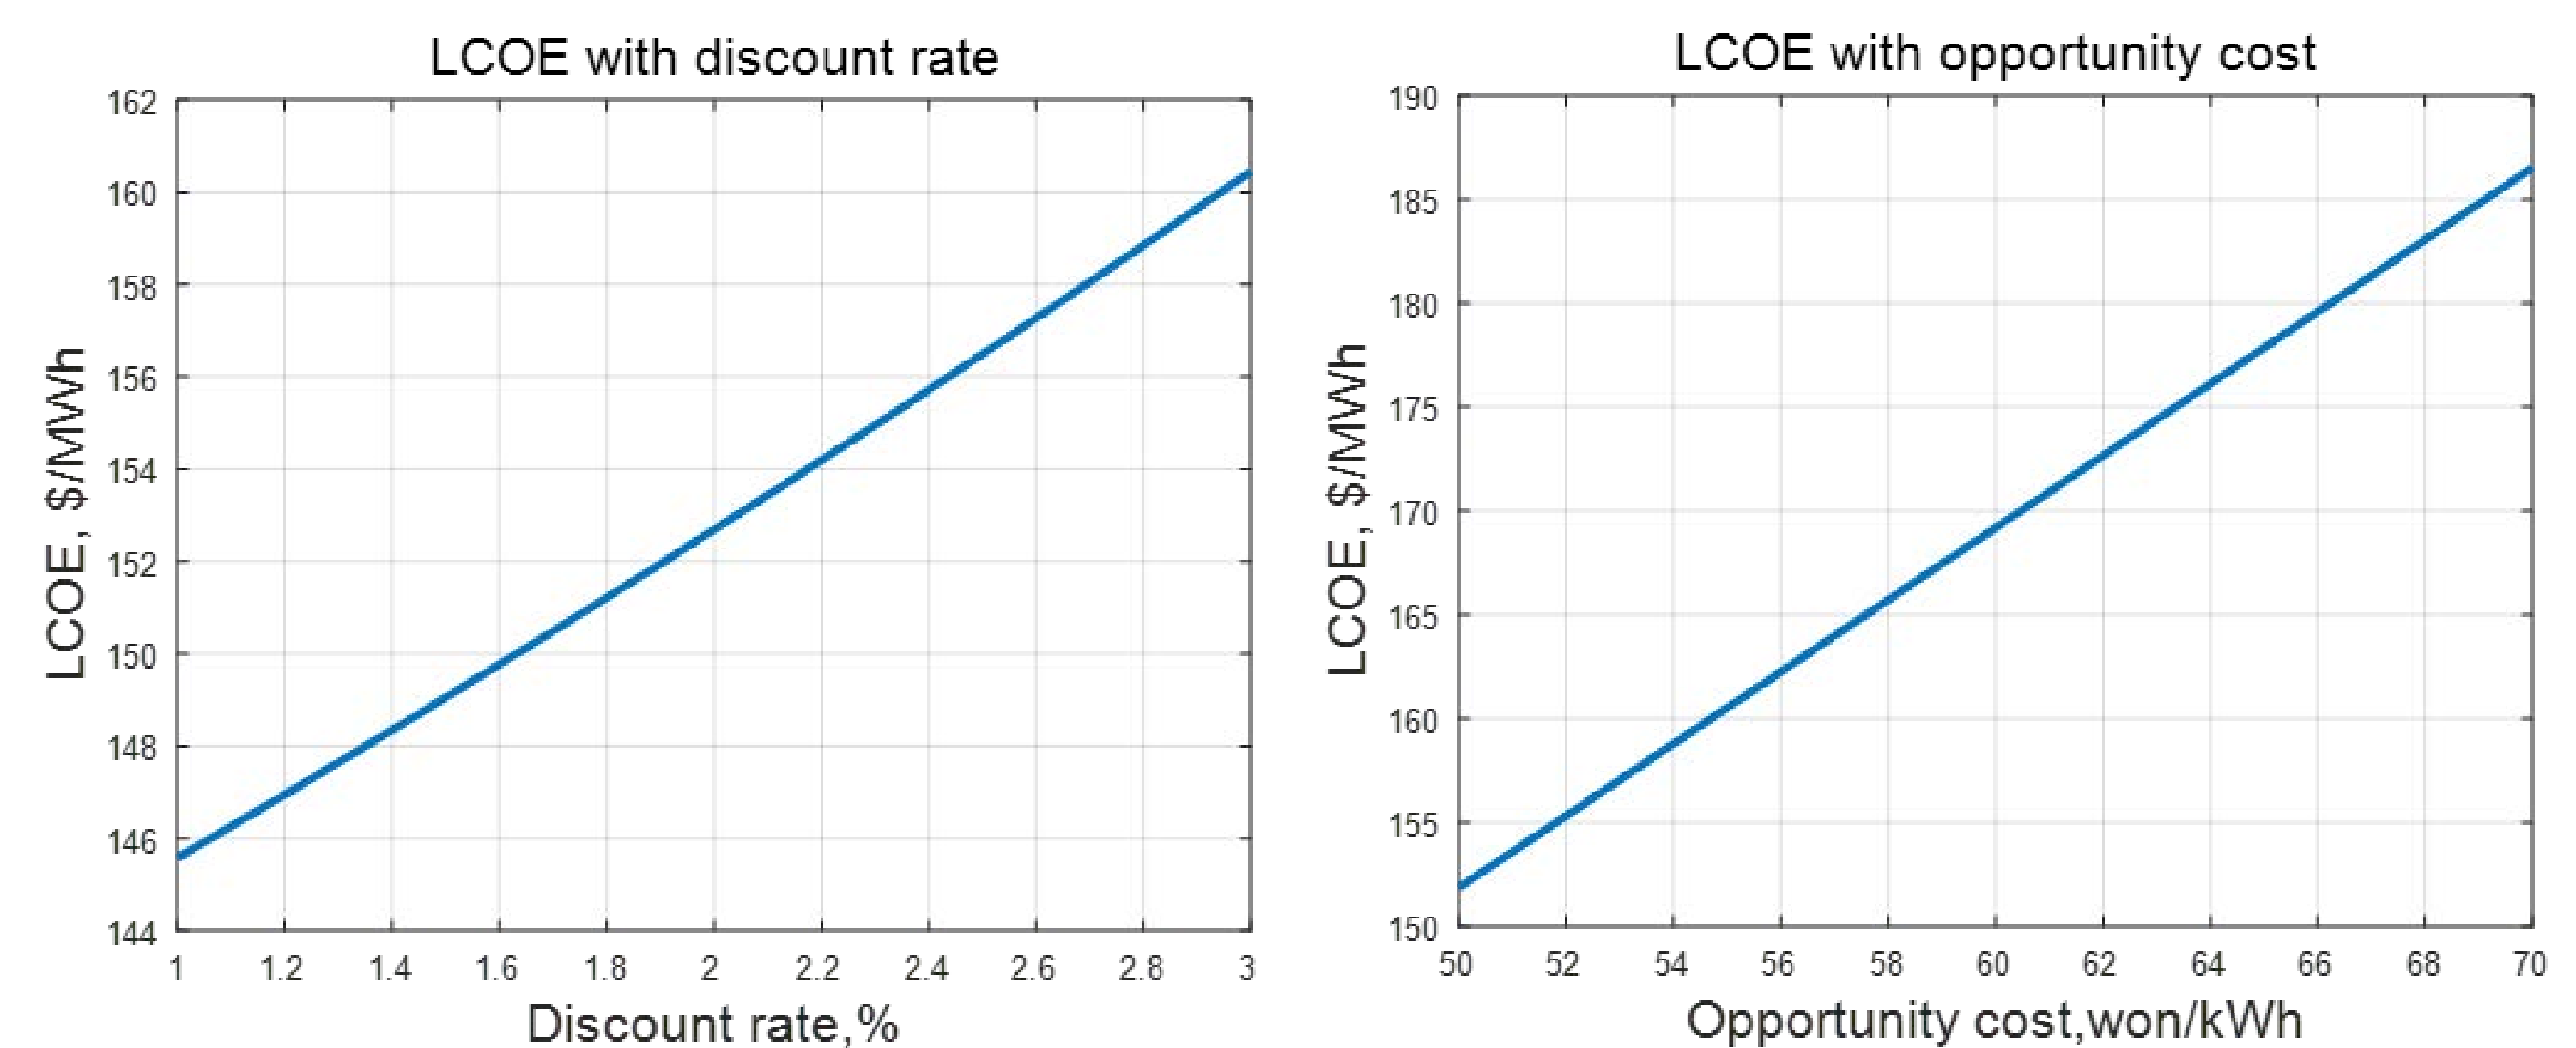 LCOE with discount rate
162
160
158
156
154
152
150
148
146
144
LCOE, $/MWh
1 1.2 1.4 1.6 1.8 2 2.2 2.4 2.6 2.8 3
Discount rate,%
LCOE with opportunity cost
190
185
180
175
170
165
160
155
150
LCOE, $/MWh
50 52 54 56 58 60 62 64 66 68 70
Opportunity cost,won/kWh